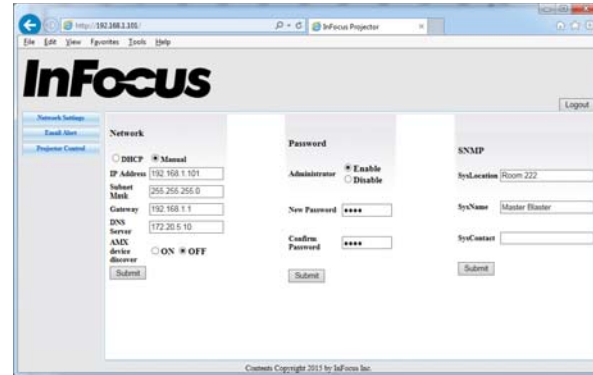 http://192.168.1.101/
InFocus Projector
File Edit View Favorites Tools Help
InFocus
Logout
Network Settings
Email Alert
Projector Control
Network
DHCP Manual
IP Address 192.168.1.101
Subnet Mask 255.255.255.0
Gateway 192.168.1.1
DNS Server 172.20.5.10
AMX device discover ON OFF
Submit
Password
Administrator Enable
Disable
New Password ••••
Confirm Password ••••
Submit
SNMP
SysLocation Room 222
SysName Master Blaster
SysContact
Submit
Contents Copyright 2015 by InFocus Inc.